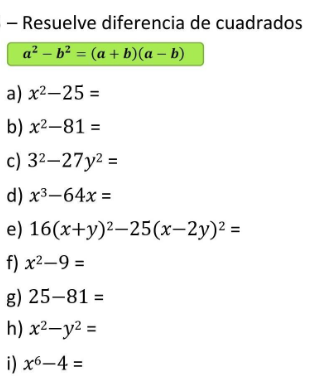 – Resuelve diferencia de cuadrados
a² – b² = (a + b)(a – b)
a) x²–25 =
b) x²–81 =
c) 3²–27y² =
d) x³–64x =
e) 16(x+y)²–25(x–2y)² =
f) x²–9 =
g) 25–81 =
h) x²–y² =
i) x⁶–4 =